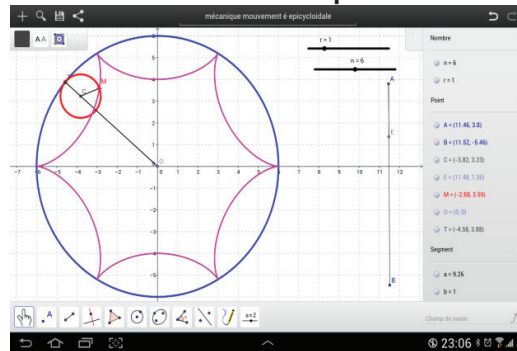 mécanique mouvement é epicycloidale
AA
Nombre
n = 6
r = 1
Point
A = (11.46, 3.8)
B = (11.52, -5.46)
C = (-3.82, 3.23)
E = (11.48, 1.36)
M = (-2.88, 3.59)
O = (0, 0)
T = (-4.58, 3.88)
Segment
a = 9.26
b = 1
r = 1
n = 6
A
E
B
M
C
O
6
5
4
3
2
1
-1
-2
-3
-4
-5
-7 -6 -5 -4 -3 -2 -1 1 2 3 4 5 6 7 8 9 10 11 12
a=2
Champ de saisie
23:06